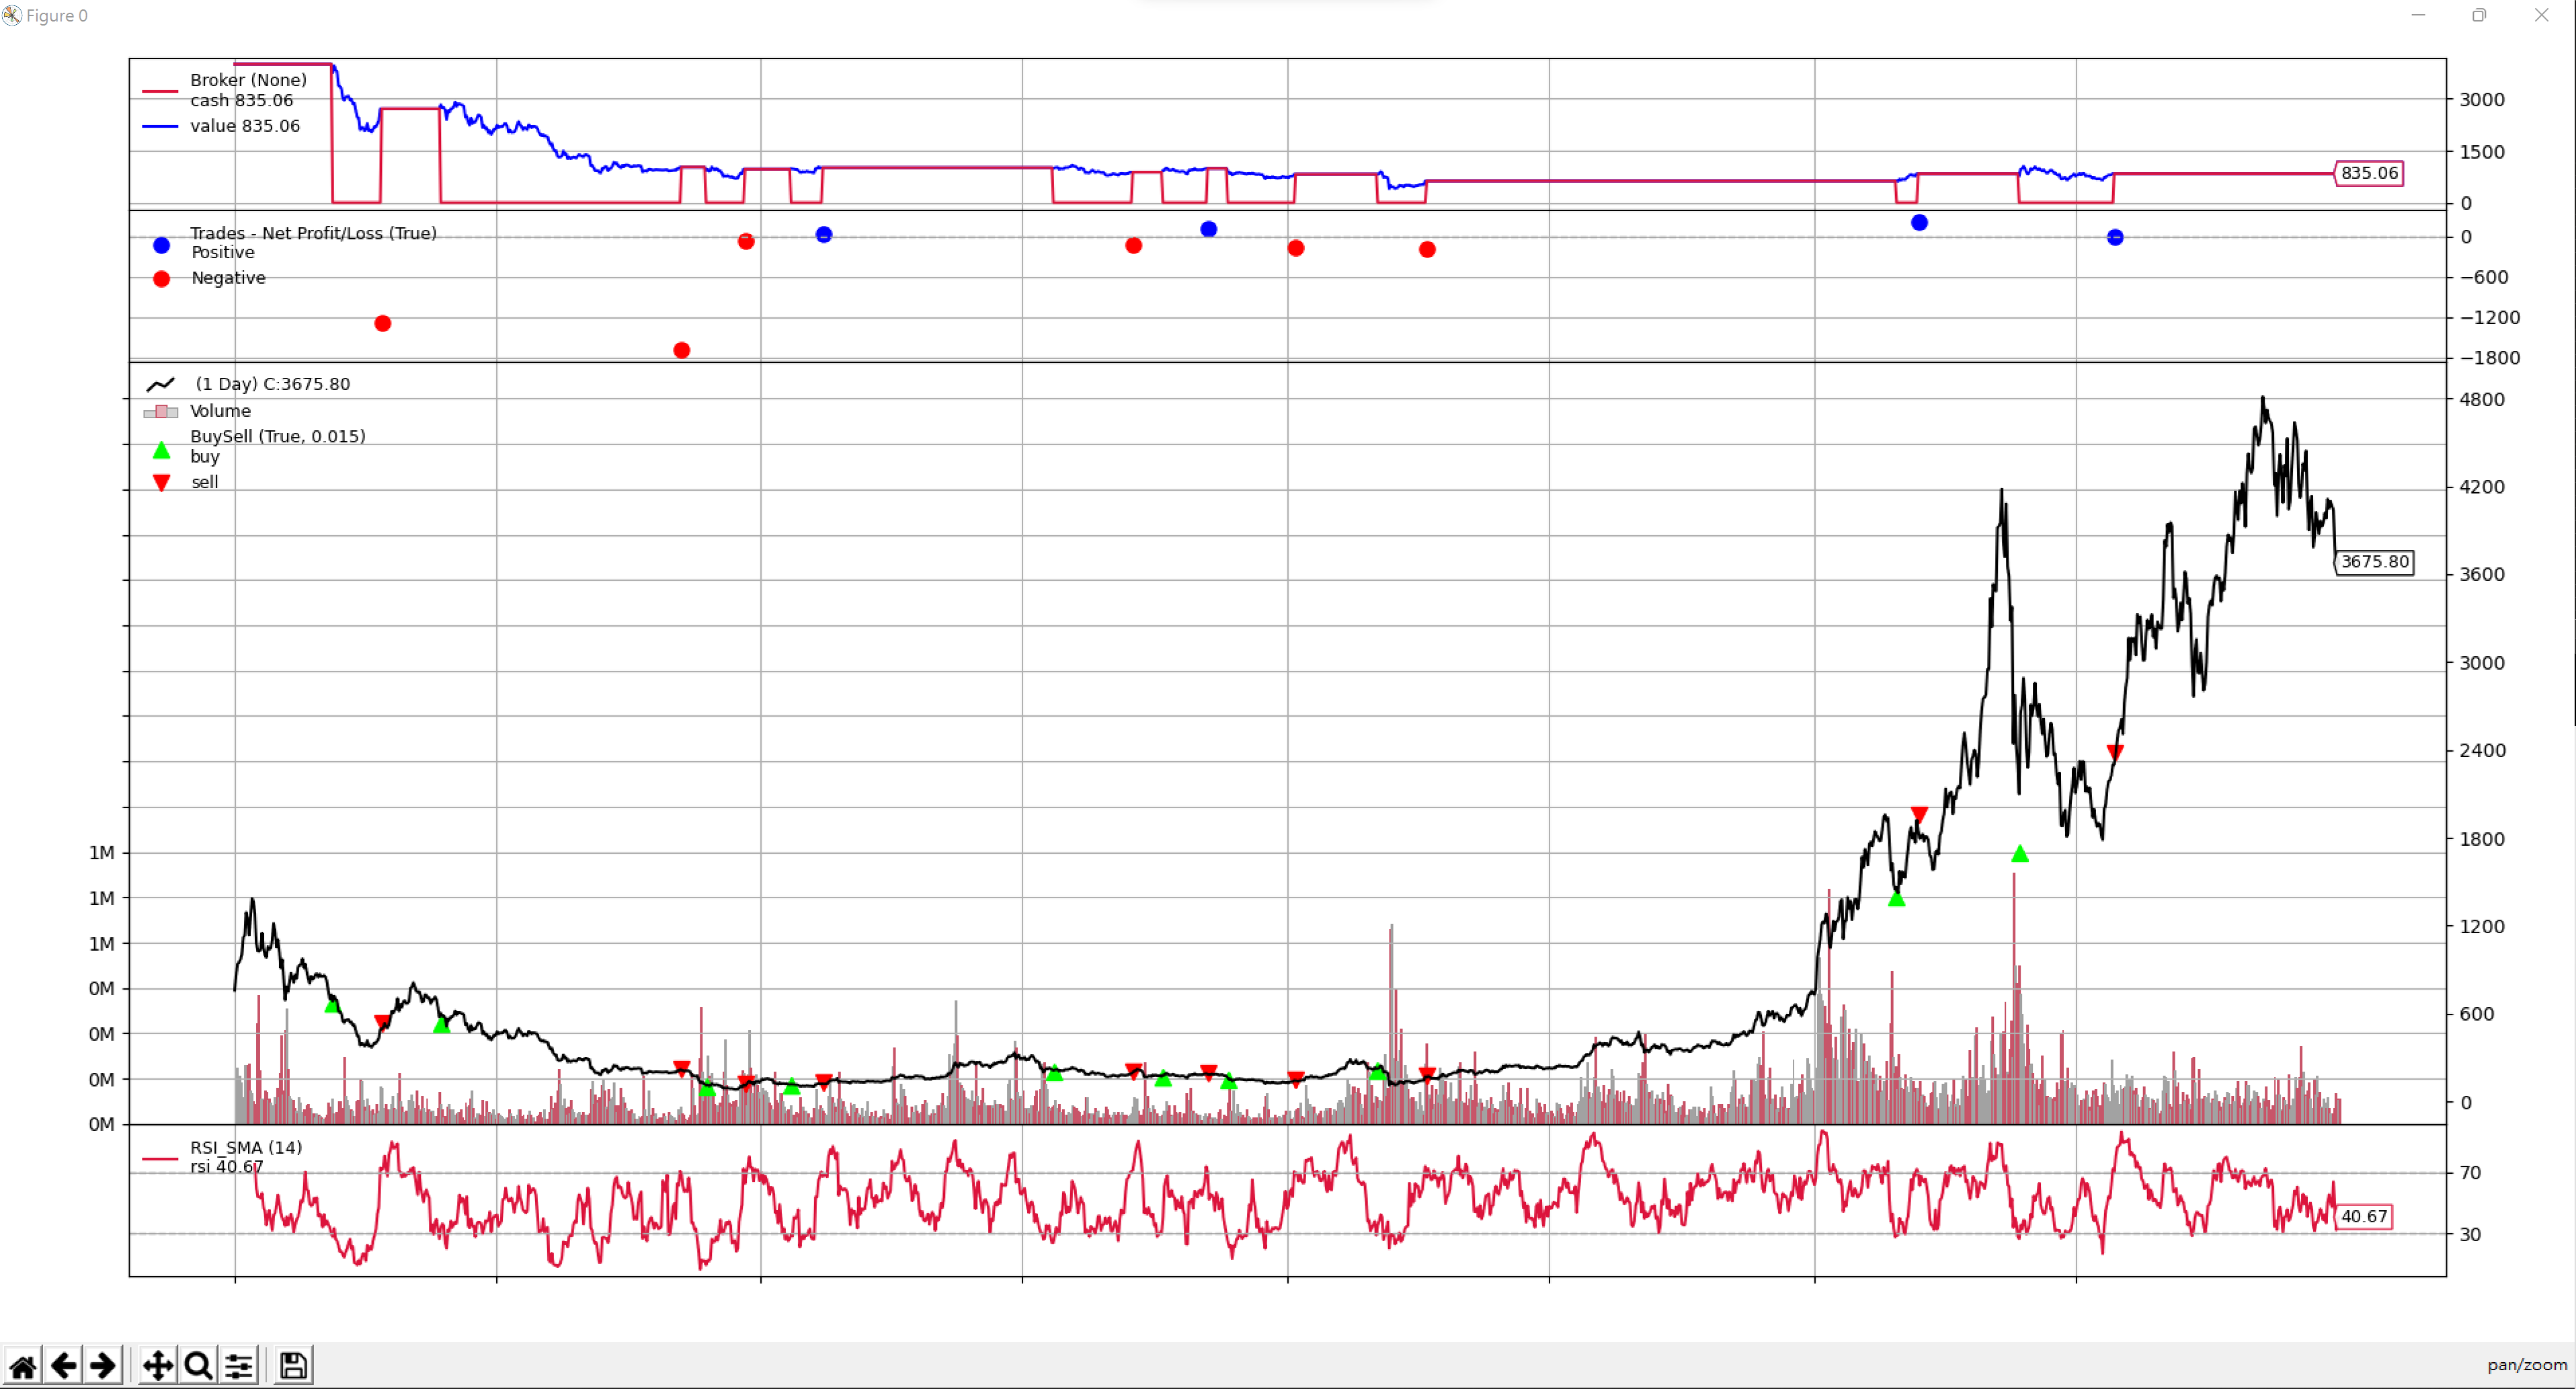 Figure 0
Broker (None)
cash 835.06
value 835.06
3000
1500
835.06
0
Trades - Net Profit/Loss (True)
Positive
Negative
0
−600
−1200
−1800
(1 Day) C:3675.80
Volume
BuySell (True, 0.015)
buy
sell
4800
4200
3675.80
3600
3000
2400
1800
1200
600
0
1M
1M
1M
0M
0M
0M
0M
RSI_SMA (14)
rsi 40.67
70
40.67
30
pan/zoom